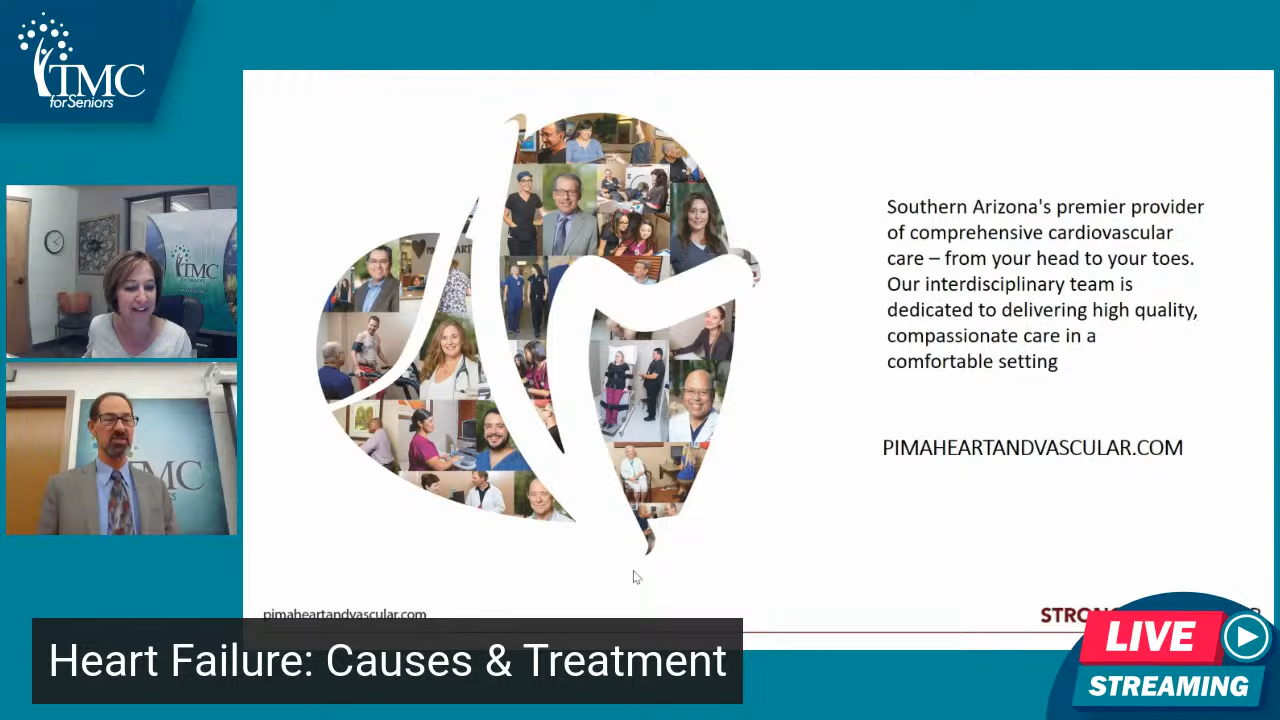 TMC
for Seniors
TMC
TMC
Southern Arizona's premier provider
of comprehensive cardiovascular
care – from your head to your toes.
Our interdisciplinary team is
dedicated to delivering high quality,
compassionate care in a
comfortable setting
PIMAHEARTANDVASCULAR.COM
pimaheartandvascular.com
Heart Failure: Causes & Treatment
LIVE
STREAMING